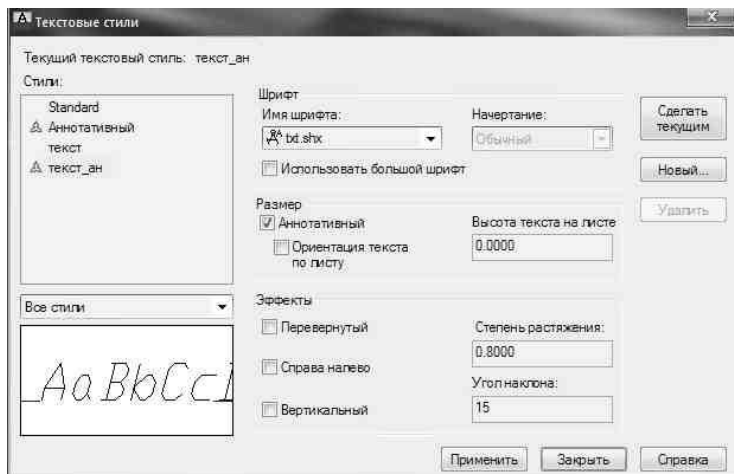 Текстовые стили
Текущий текстовый стиль: текст_ан
Стили:
Standard
Аннотативный
текст
текст_ан
Все стили
AaBbCcD
Шрифт
Имя шрифта:
txt.shx
Начертание:
Обычный
Использовать большой шрифт
Размер
Аннотативный
Ориентация текста
по листу
Высота текста на листе
0.0000
Эффекты
Перевернутый
Справа налево
Вертикальный
Степень растяжения:
0.8000
Угол наклона:
15
Сделать
текущим
Новый...
Удалить
Применить
Закрыть
Справка